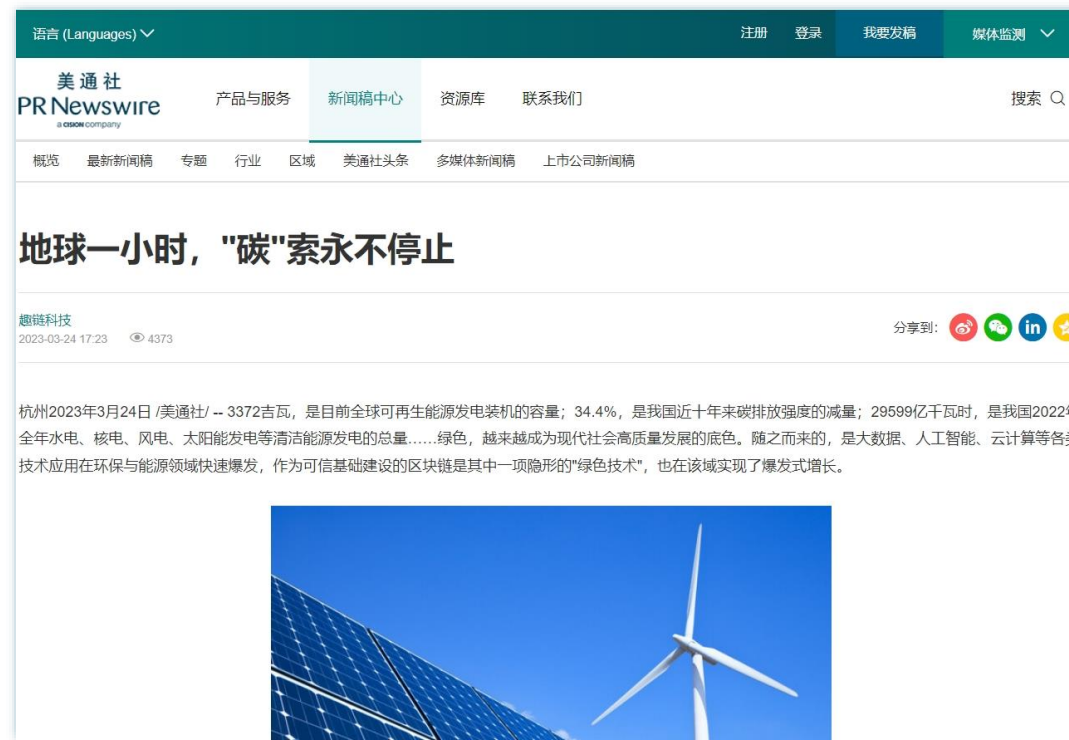 语言 (Languages)
注册 登录 我要发稿 媒体监测
美通社
PR Newswire
a CISION company
产品与服务 新闻稿中心 资源库 联系我们 搜索
概览 最新新闻稿 专题 行业 区域 美通社头条 多媒体新闻稿 上市公司新闻稿
地球一小时，"碳"索永不停止
趣链科技
2023-03-24 17:23 4373
分享到:
杭州2023年3月24日 /美通社/ -- 3372吉瓦，是目前全球可再生能源发电装机的容量；34.4%，是我国近十年来碳排放强度的减量；29599亿千瓦时，是我国2022
全年水电、核电、风电、太阳能发电等清洁能源发电的总量……绿色，越来越成为现代社会高质量发展的底色。随之而来的，是大数据、人工智能、云计算等各
技术应用在环保与能源领域快速爆发，作为可信基础建设的区块链是其中一项隐形的"绿色技术"，也在该域实现了爆发式增长。